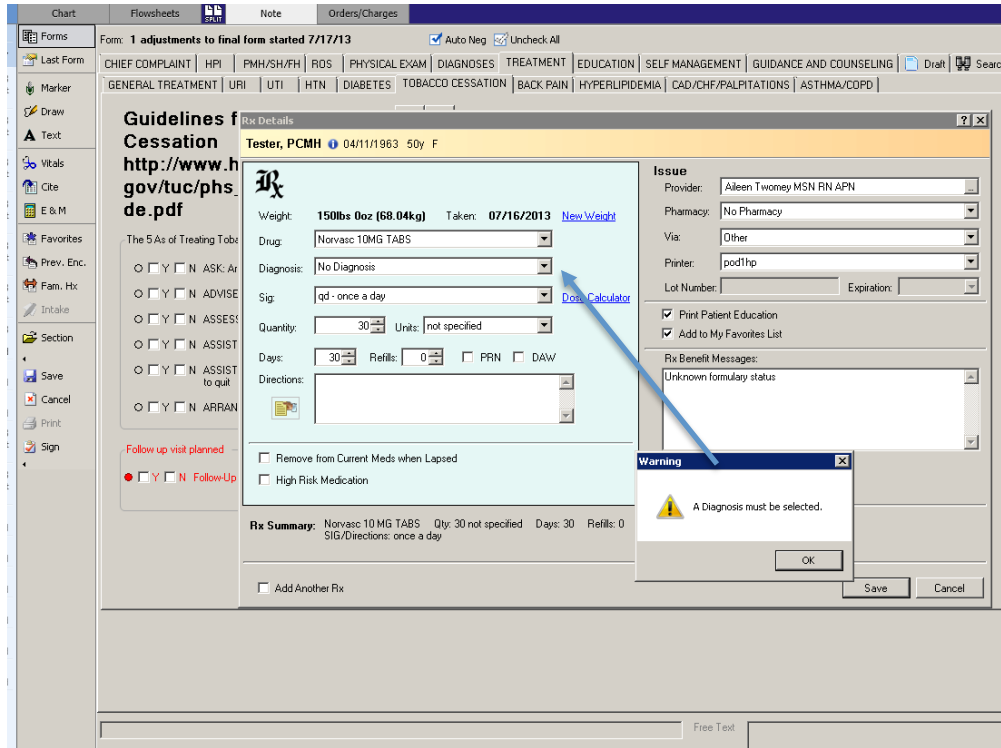 Chart Flowsheets SPLIT Note Orders/Charges
Forms
Last Form
Marker
Draw
Text
Vitals
Cite
E & M
Favorites
Prev. Enc.
Fam. Hx
Intake
Section
Save
Cancel
Print
Sign
Form: 1 adjustments to final form started 7/17/13 Auto Neg Uncheck All
CHIEF COMPLAINT HPI PMH/SH/FH ROS PHYSICAL EXAM DIAGNOSES TREATMENT EDUCATION SELF MANAGEMENT GUIDANCE AND COUNSELING Draft Searc
GENERAL TREATMENT URI UTI HTN DIABETES TOBACCO CESSATION BACK PAIN HYPERLIPIDEMIA CAD/CHF/PALPITATIONS ASTHMA/COPD
Guidelines f
Cessation
http://www.h
gov/tuc/phs_
de.pdf
The 5 As of Treating Toba
Y N ASK: Ar
Y N ADVISE
Y N ASSESS
Y N ASSIST
Y N ASSIST
to quit
Y N ARRAN
Follow up visit planned
Y N Follow-Up
Rx Details
Tester, PCMH 04/11/1963 50y F
Rx
Weight: 150lbs 0oz (68.04kg) Taken: 07/16/2013 New Weight
Drug: Norvasc 10MG TABS
Diagnosis: No Diagnosis
Sig: qd - once a day Dose Calculator
Quantity: 30 Units: not specified
Days: 30 Refills: 0 PRN DAW
Directions:
Remove from Current Meds when Lapsed
High Risk Medication
Rx Summary: Norvasc 10 MG TABS Qty: 30 not specified Days: 30 Refills: 0
SIG/Directions: once a day
Add Another Rx
Issue
Provider: Aileen Twomey MSN RN APN ...
Pharmacy: No Pharmacy
Via: Other
Printer: pod1hp
Lot Number: Expiration:
Print Patient Education
Add to My Favorites List
Rx Benefit Messages:
Unknown formulary status
Warning
A Diagnosis must be selected.
OK
Save Cancel
Free Text